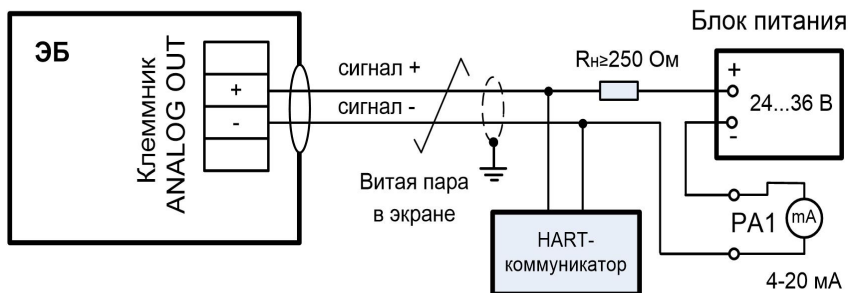 ЭБ
Клеммник
ANALOG OUT
+
-
сигнал +
сигнал -
Витая пара
в экране
Rн≥250 Ом
HART-
коммуникатор
Блок питания
+
24...36 В
-
PA1
mA
4-20 мА